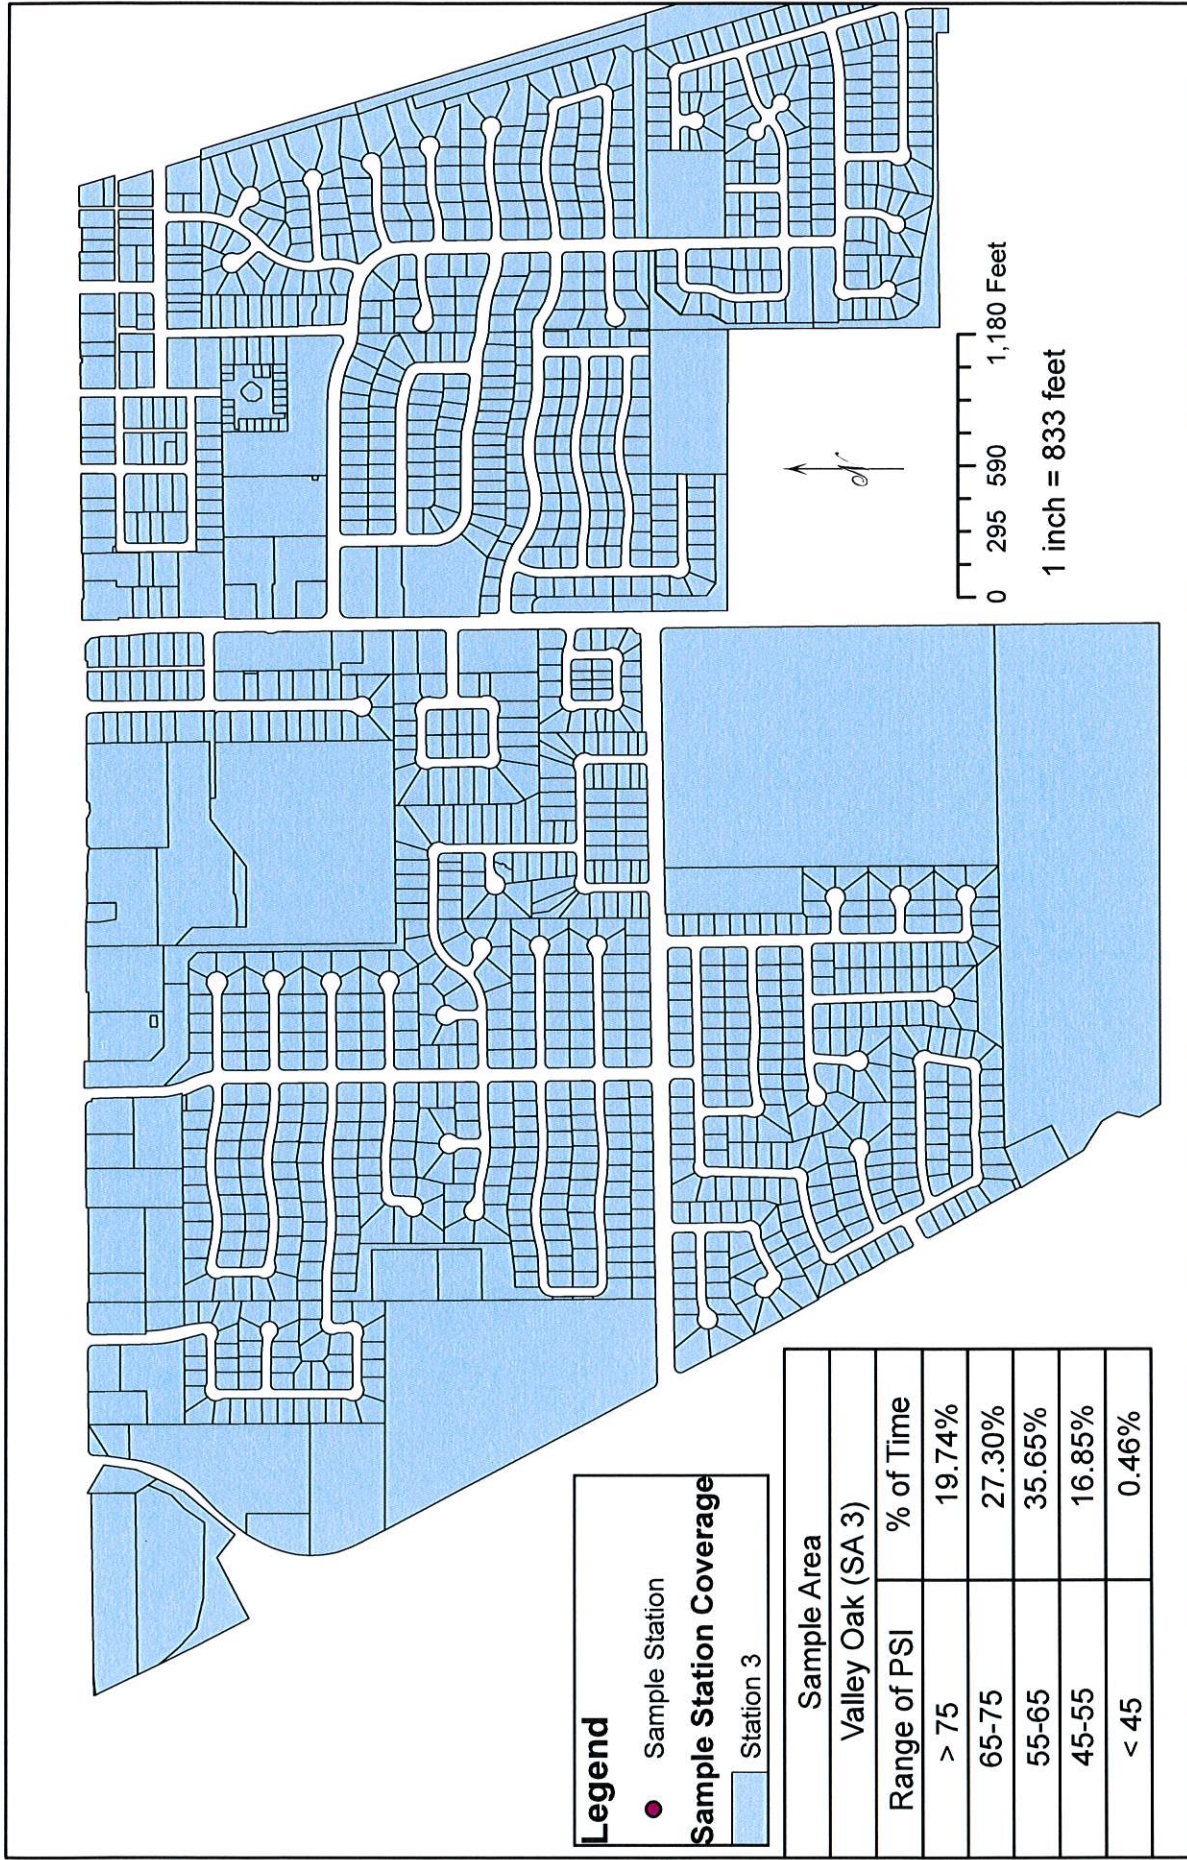 Legend
Sample Station
Sample Station Coverage
Station 3
Sample Area
Valley Oak (SA 3)
Range of PSI % of Time
> 75 19.74%
65-75 27.30%
55-65 35.65%
45-55 16.85%
< 45 0.46%
0 295 590 1,180 Feet
1 inch = 833 feet